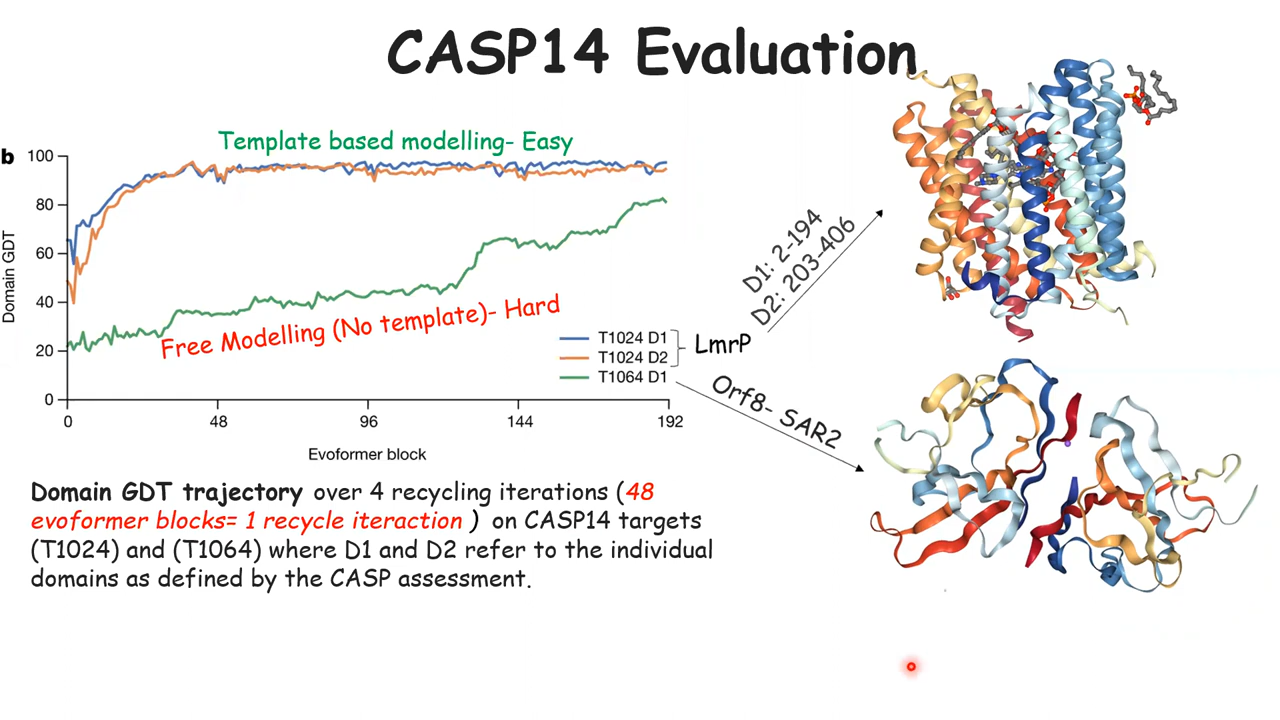 CASP14 Evaluation
b
Template based modelling- Easy
100
80
60
40
20
0
Domain GDT
Free Modelling (No template)- Hard
T1024 D1
T1024 D2
T1064 D1
LmrP
D1: 2-194
D2: 203-406
Orf8- SAR2
0 48 96 144 192
Evoformer block
Domain GDT trajectory over 4 recycling iterations (48
evoformer blocks= 1 recycle iteraction ) on CASP14 targets
(T1024) and (T1064) where D1 and D2 refer to the individual
domains as defined by the CASP assessment.